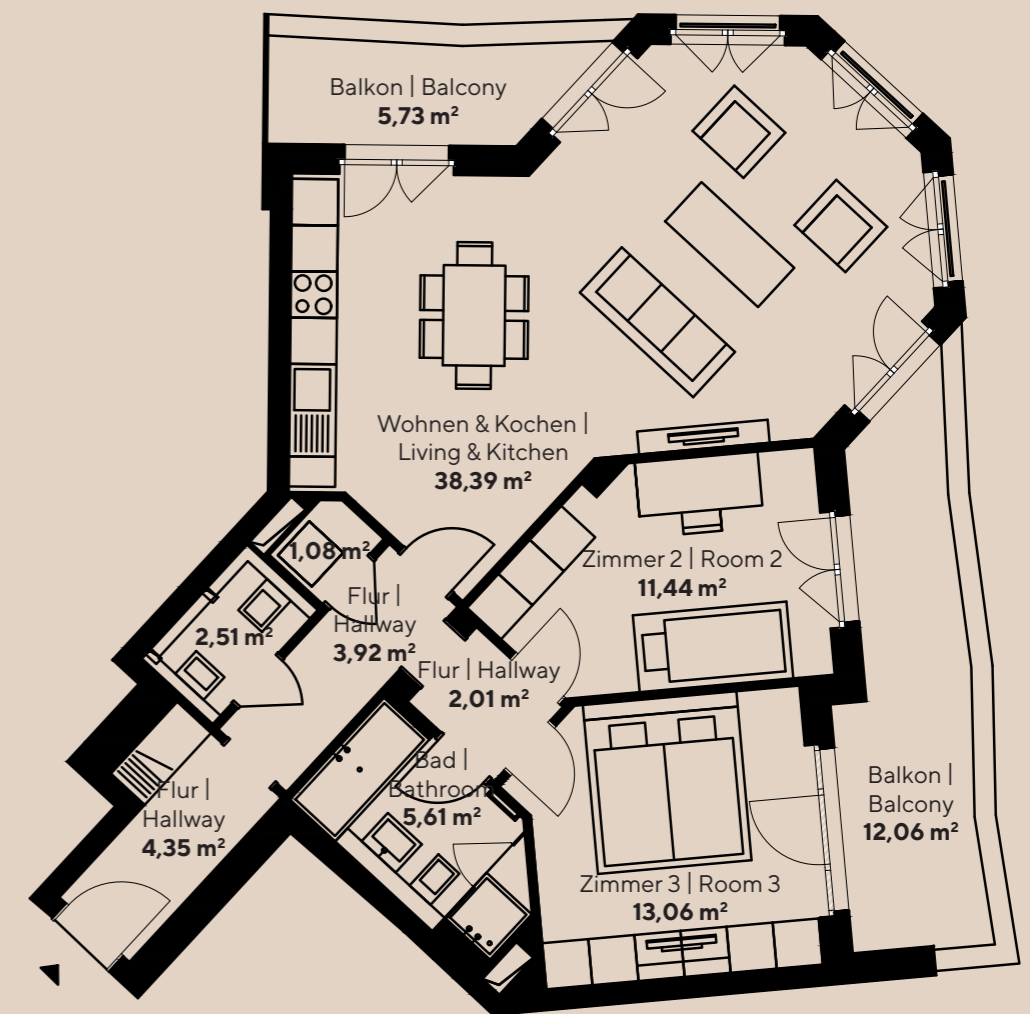 Balkon | Balcony
5,73 m²
Wohnen & Kochen |
Living & Kitchen
38,39 m²
1,08 m²
Zimmer 2 | Room 2
11,44 m²
Flur |
Hallway
3,92 m²
2,51 m²
Flur | Hallway
2,01 m²
Bad |
Bathroom
5,61 m²
Flur |
Hallway
4,35 m²
Balkon |
Balcony
12,06 m²
Zimmer 3 | Room 3
13,06 m²